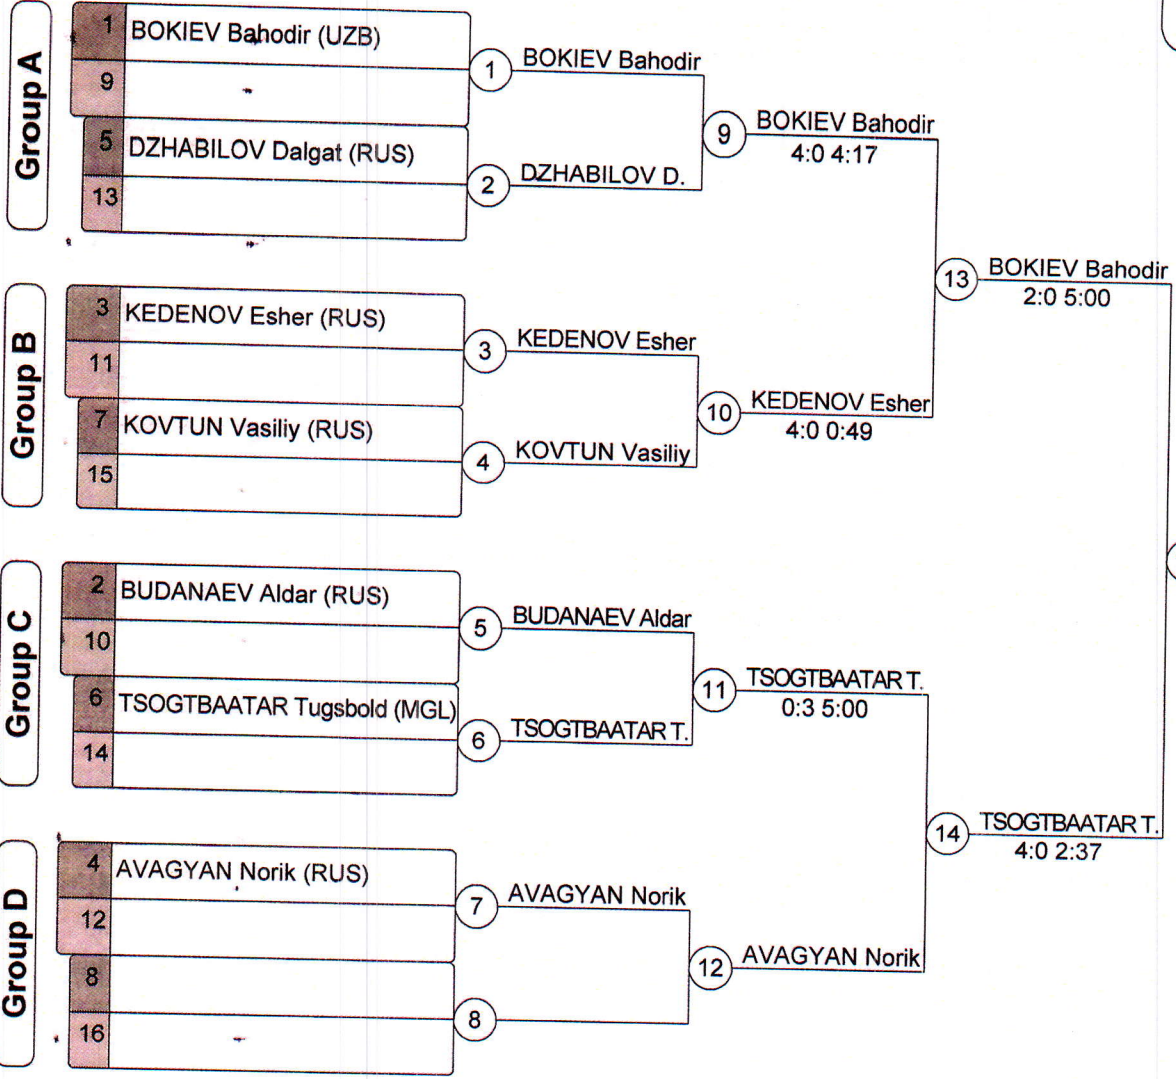 Group A
1 BOKIEV Bahodir (UZB)
9
5 DZHABILOV Dalgat (RUS)
13
1 BOKIEV Bahodir
2 DZHABILOV D.
9 BOKIEV Bahodir
4:0 4:17
Group B
3 KEDENOV Esher (RUS)
11
7 KOVTUN Vasiliy (RUS)
15
3 KEDENOV Esher
4 KOVTUN Vasiliy
10 KEDENOV Esher
4:0 0:49
13 BOKIEV Bahodir
2:0 5:00
Group C
2 BUDANAEV Aldar (RUS)
10
6 TSOGTBAATAR Tugsbold (MGL)
14
5 BUDANAEV Aldar
6 TSOGTBAATAR T.
11 TSOGTBAATAR T.
0:3 5:00
Group D
4 AVAGYAN Norik (RUS)
12
8
16
7 AVAGYAN Norik
8
12 AVAGYAN Norik
14 TSOGTBAATAR T.
4:0 2:37